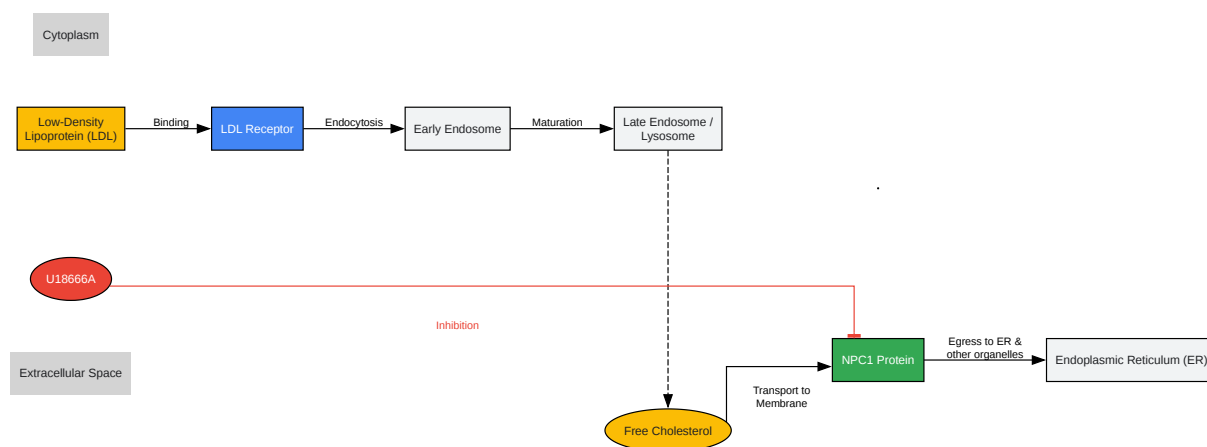 Cytoplasm
Low-Density
Lipoprotein (LDL)
Binding
LDL Receptor
Endocytosis
Early Endosome
Maturation
Late Endosome /
Lysosome
U18666A
Inhibition
Extracellular Space
NPC1 Protein
Egress to ER &
other organelles
Endoplasmic Reticulum (ER)
Transport to
Membrane
Free Cholesterol